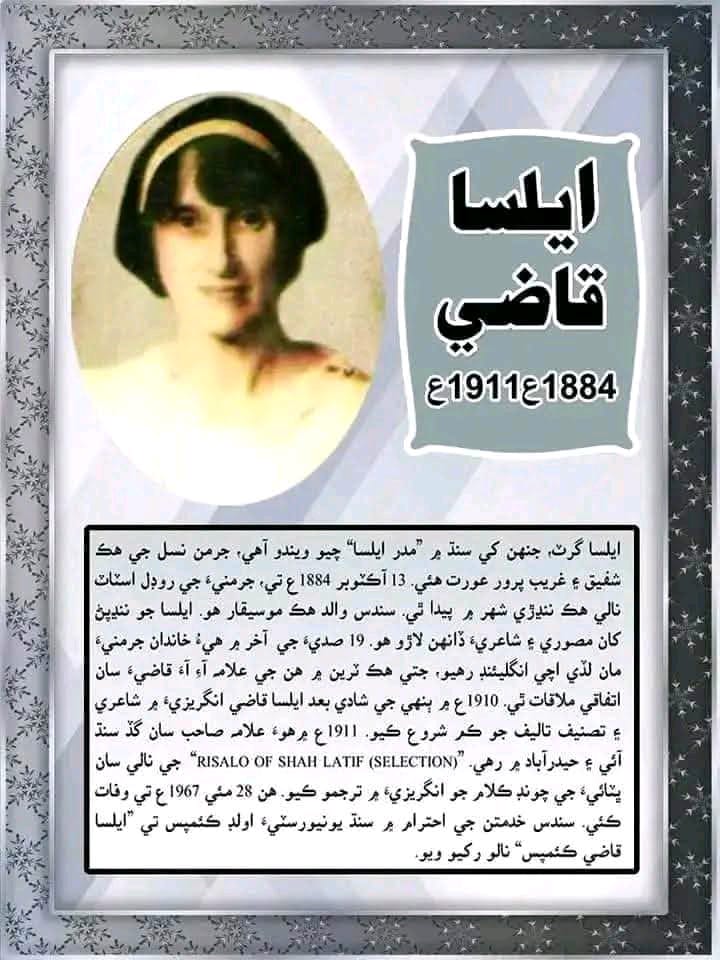 ايلسا
قاضي
1884ع1911ع
ايلسا گرٽ، جنهن کي سنڌ ۾ ”مدر ايلسا“ چيو ويندو آهي، جرمن نسل جي هڪ
شفيق ۽ غريب پرور عورت هئي. 13 آڪٽوبر 1884ع تي، جرمنيءَ جي روڊل اسٽاٽ
نالي هڪ ننڍڙي شهر ۾ پيدا ٿي. سندس والد هڪ موسيقار هو. ايلسا جو ننڍپڻ
کان مصوري ۽ شاعريءَ ڏانهن لاڙو هو. 19 صديءَ جي آخر ۾ هيءُ خاندان جرمنيءَ
مان لڏي اچي انگلينڊ رهيو، جتي هڪ ٽرين ۾ هن جي علامہ آءِ آءِ قاضيءَ سان
اتفاقي ملاقات ٿي. 1910ع ۾ ٻنهي جي شادي بعد ايلسا قاضي انگريزيءَ ۾ شاعري
۽ تصنيف تاليف جو ڪم شروع ڪيو. 1911ع ۾هوءَ علامہ صاحب سان گڏ سنڌ
آئي ۽ حيدرآباد ۾ رهي. ”RISALO OF SHAH LATIF (SELECTION)“ جي نالي سان
ڀٽائيءَ جي چونڊ ڪلام جو انگريزيءَ ۾ ترجمو ڪيو. هن 28 مئي 1967ع تي وفات
ڪئي. سندس خدمتن جي احترام ۾ سنڌ يونيورسٽيءَ اولڊ ڪئمپس تي ”ايلسا
قاضي ڪئمپس“ نالو رکيو ويو.